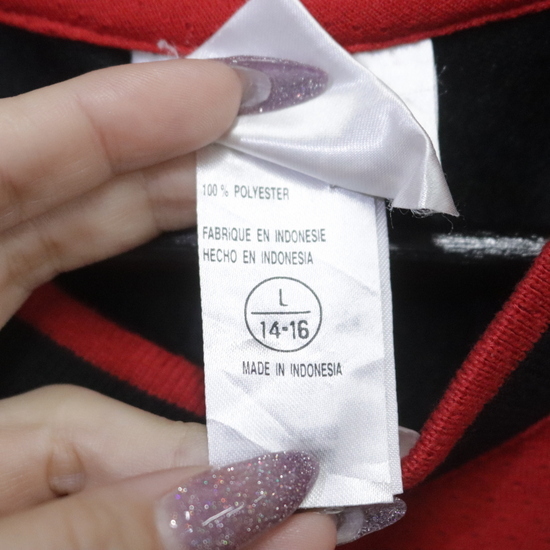 100 % POLYESTER
FABRIQUE EN INDONESIE
HECHO EN INDONESIA
L
14-16
MADE IN INDONESIA